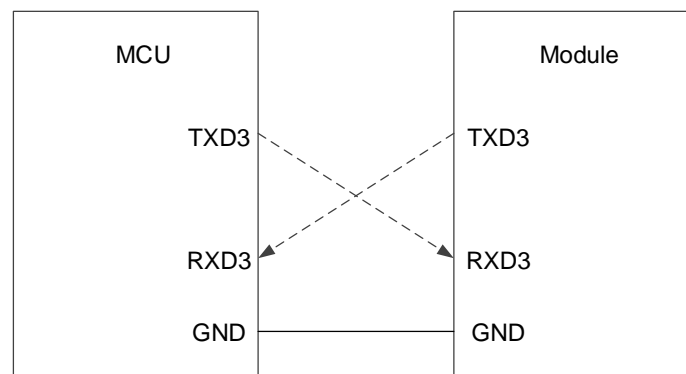 MCU
Module
TXD3
TXD3
RXD3
RXD3
GND
GND